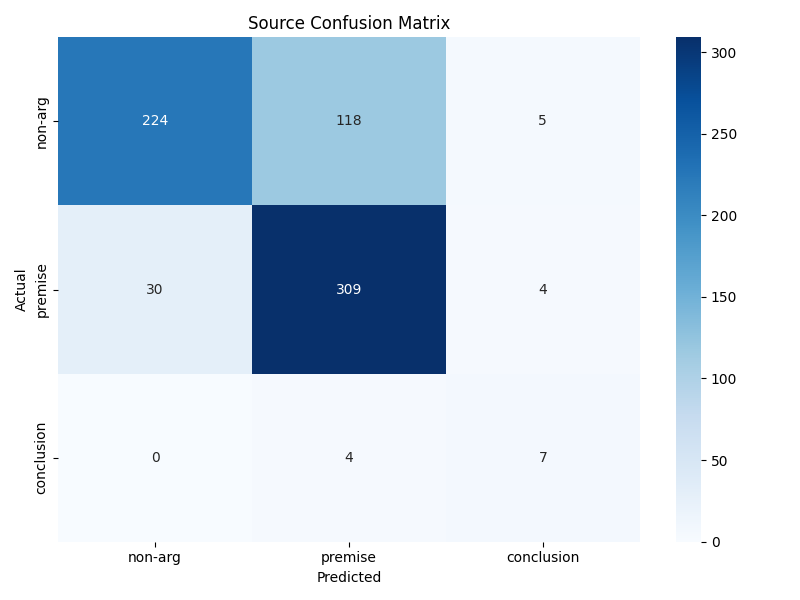 Source Confusion Matrix
300
250
200
150
100
50
0
Actual
non-arg
224 118 5
premise
30 309 4
conclusion
0 4 7
non-arg premise conclusion
Predicted